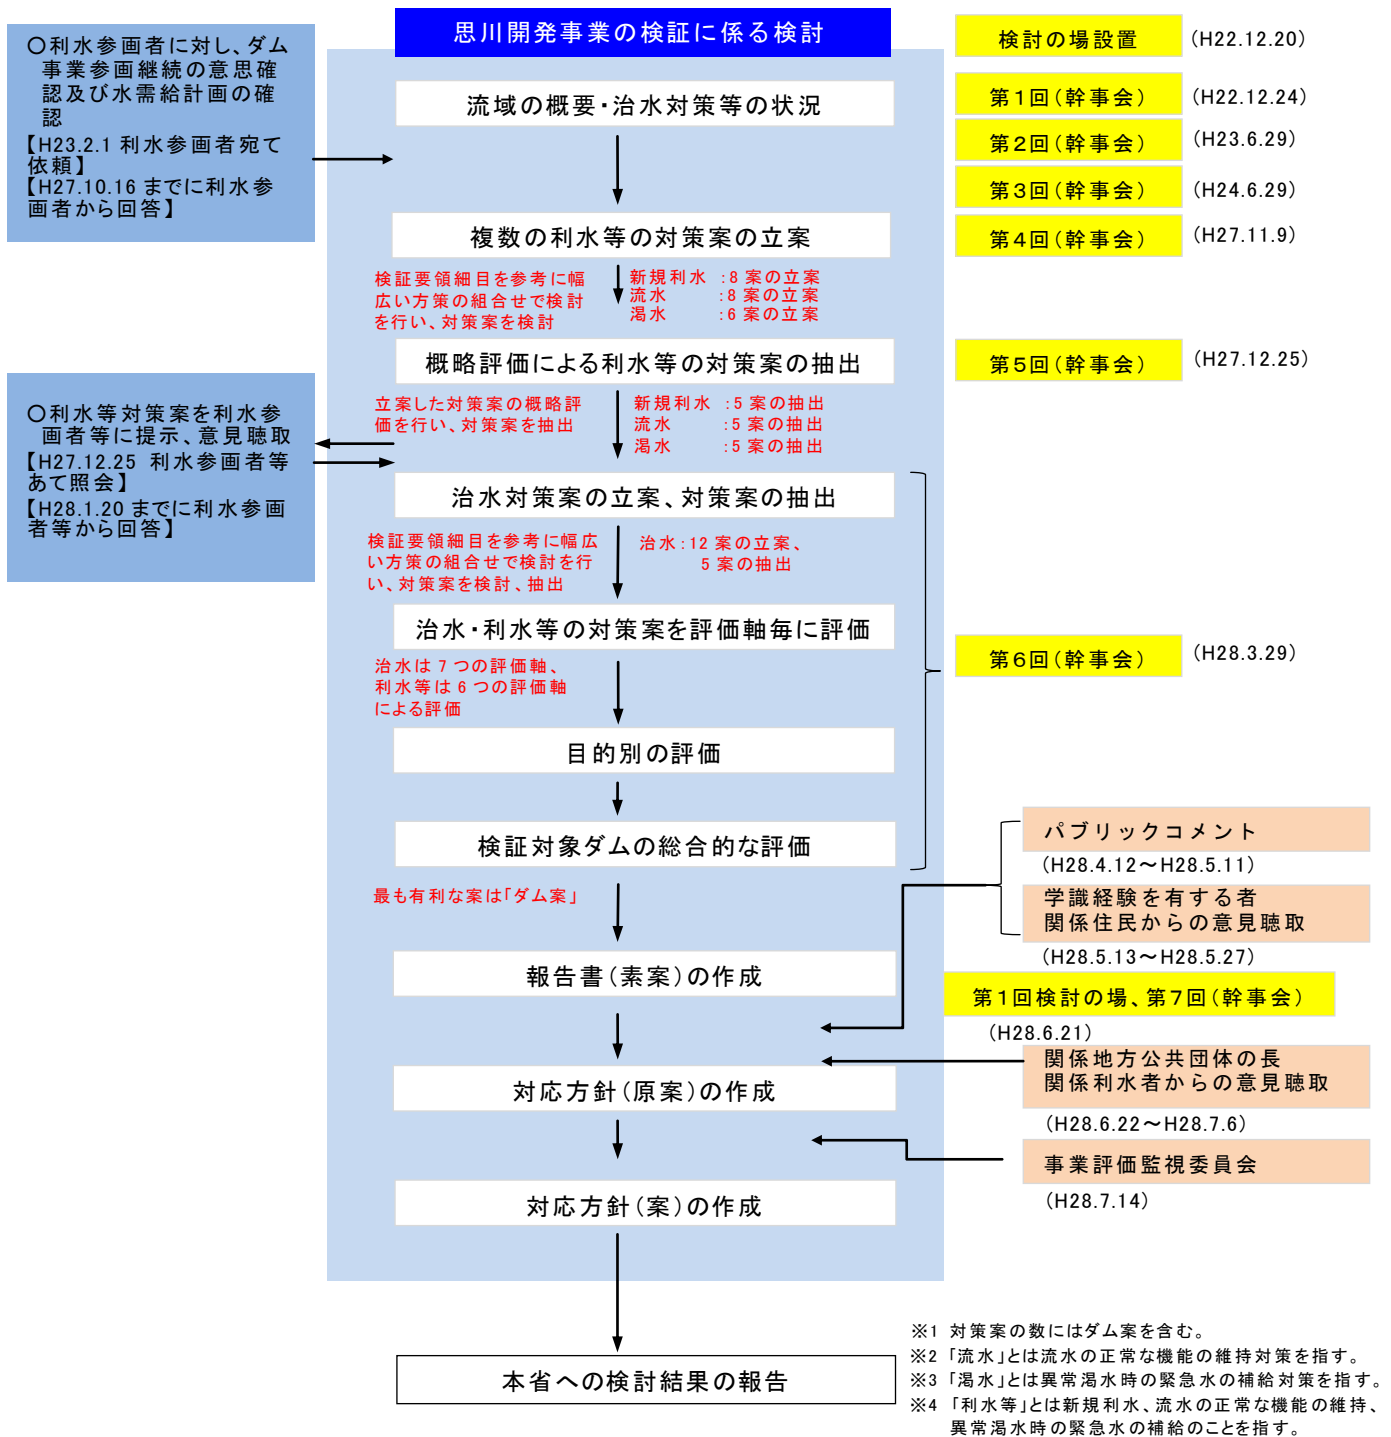 思川開発事業の検証に係る検討
○利水参画者に対し、ダム
事業参画継続の意思確
認及び水需給計画の確
認
【H23.2.1 利水参画者宛て
依頼】
【H27.10.16 までに利水参
画者から回答】
検討の場設置 (H22.12.20)
流域の概要・治水対策等の状況
第1回(幹事会) (H22.12.24)
第2回(幹事会) (H23.6.29)
第3回(幹事会) (H24.6.29)
複数の利水等の対策案の立案
第4回(幹事会) (H27.11.9)
検証要領細目を参考に幅
広い方策の組合せで検討
を行い、対策案を検討
新規利水 :8 案の立案
流水 :8 案の立案
渇水 :6 案の立案
概略評価による利水等の対策案の抽出
第5回(幹事会) (H27.12.25)
立案した対策案の概略評
価を行い、対策案を抽出
新規利水 :5 案の抽出
流水 :5 案の抽出
渇水 :5 案の抽出
○利水等対策案を利水参
画者等に提示、意見聴取
【H27.12.25 利水参画者等
あて照会】
【H28.1.20 までに利水参画
者等から回答】
治水対策案の立案、対策案の抽出
検証要領細目を参考に幅広
い方策の組合せで検討を行
い、対策案を検討、抽出
治水:12 案の立案、
5 案の抽出
治水・利水等の対策案を評価軸毎に評価
第6回(幹事会) (H28.3.29)
治水は 7 つの評価軸、
利水等は 6 つの評価軸
による評価
目的別の評価
検証対象ダムの総合的な評価
最も有利な案は「ダム案」
パブリックコメント
(H28.4.12～H28.5.11)
学識経験を有する者
関係住民からの意見聴取
(H28.5.13～H28.5.27)
報告書(素案)の作成
第1回検討の場、第7回(幹事会)
(H28.6.21)
関係地方公共団体の長
関係利水者からの意見聴取
(H28.6.22～H28.7.6)
対応方針(原案)の作成
事業評価監視委員会
(H28.7.14)
対応方針(案)の作成
本省への検討結果の報告
※1 対策案の数にはダム案を含む。
※2 「流水」とは流水の正常な機能の維持対策を指す。
※3 「渇水」とは異常渇水時の緊急水の補給対策を指す。
※4 「利水等」とは新規利水、流水の正常な機能の維持、
異常渇水時の緊急水の補給のことを指す。